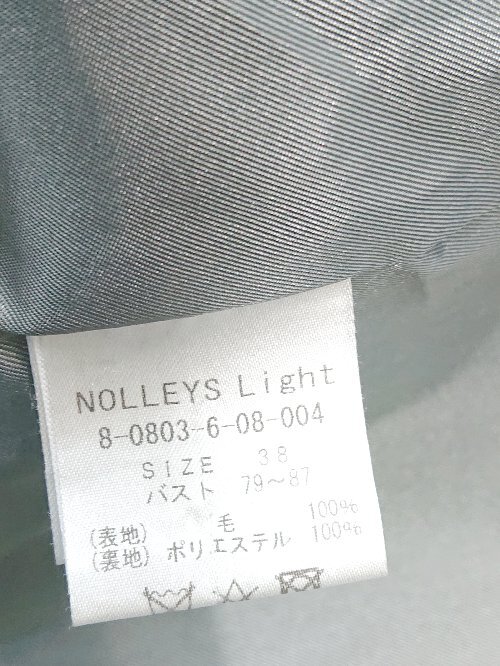 NOLLEYS Light
8-0803-6-08-004
SIZE 38
バスト 79～87
(表地) 毛 100%
(裏地) ポリエステル 100%